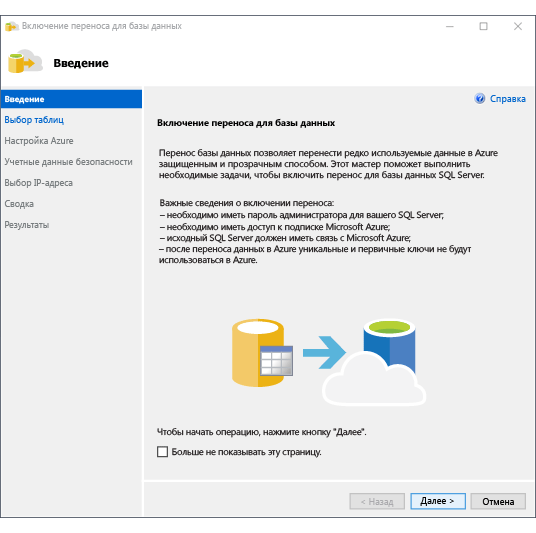 Включение переноса для базы данных
Введение
Введение
Выбор таблиц
Настройка Azure
Учетные данные безопасности
Выбор IP-адреса
Сводка
Результаты
Справка
Включение переноса для базы данных
Перенос базы данных позволяет перенести редко используемые данные в Azure
защищенным и прозрачным способом. Этот мастер поможет выполнить
необходимые задачи, чтобы включить перенос для базы данных SQL Server.
Важные сведения о включении переноса:
– необходимо иметь пароль администратора для вашего SQL Server;
– необходимо иметь доступ к подписке Microsoft Azure;
– исходный SQL Server должен иметь связь с Microsoft Azure;
– после переноса данных в Azure уникальные и первичные ключи не будут
использоваться в Azure.
Чтобы начать операцию, нажмите кнопку "Далее".
Больше не показывать эту страницу.
< Назад
Далее >
Отмена